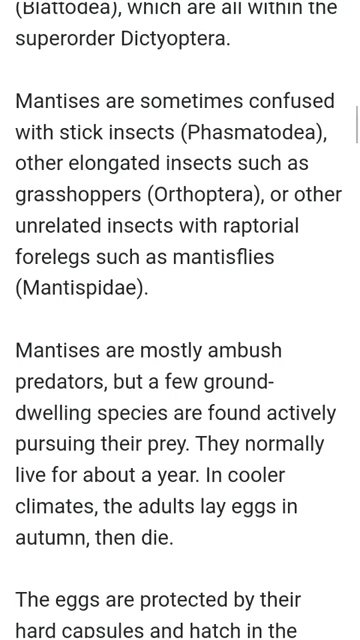 (Blattodea), which are all within the
superorder Dictyoptera.
Mantises are sometimes confused
with stick insects (Phasmatodea),
other elongated insects such as
grasshoppers (Orthoptera), or other
unrelated insects with raptorial
forelegs such as mantisflies
(Mantispidae).
Mantises are mostly ambush
predators, but a few ground-
dwelling species are found actively
pursuing their prey. They normally
live for about a year. In cooler
climates, the adults lay eggs in
autumn, then die.
The eggs are protected by their
hard capsules and hatch in the